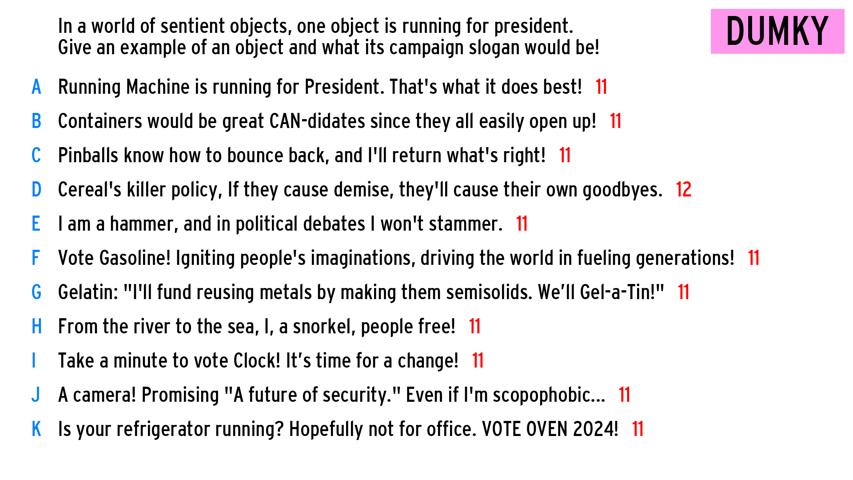 In a world of sentient objects, one object is running for president.
Give an example of an object and what its campaign slogan would be!
DUMKY
A Running Machine is running for President. That's what it does best! 11
B Containers would be great CAN-didates since they all easily open up! 11
C Pinballs know how to bounce back, and I'll return what's right! 11
D Cereal's killer policy, If they cause demise, they'll cause their own goodbyes. 12
E I am a hammer, and in political debates I won't stammer. 11
F Vote Gasoline! Igniting people's imaginations, driving the world in fueling generations! 11
G Gelatin: "I'll fund reusing metals by making them semisolids. We’ll Gel-a-Tin!" 11
H From the river to the sea, I, a snorkel, people free! 11
I Take a minute to vote Clock! It’s time for a change! 11
J A camera! Promising "A future of security." Even if I'm scopophobic... 11
K Is your refrigerator running? Hopefully not for office. VOTE OVEN 2024! 11